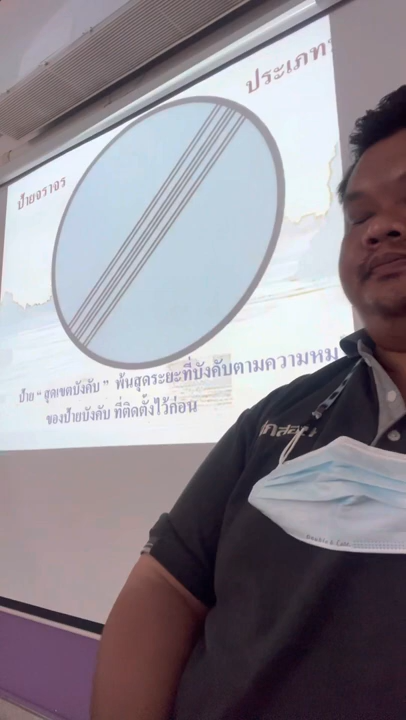 ประเภท
ป้ายจราจร
ป้าย “ สุดเขตบังคับ ” พ้นสุดระยะที่บังคับตามความหม
ของป้ายบังคับ ที่ติดตั้งไว้ก่อน